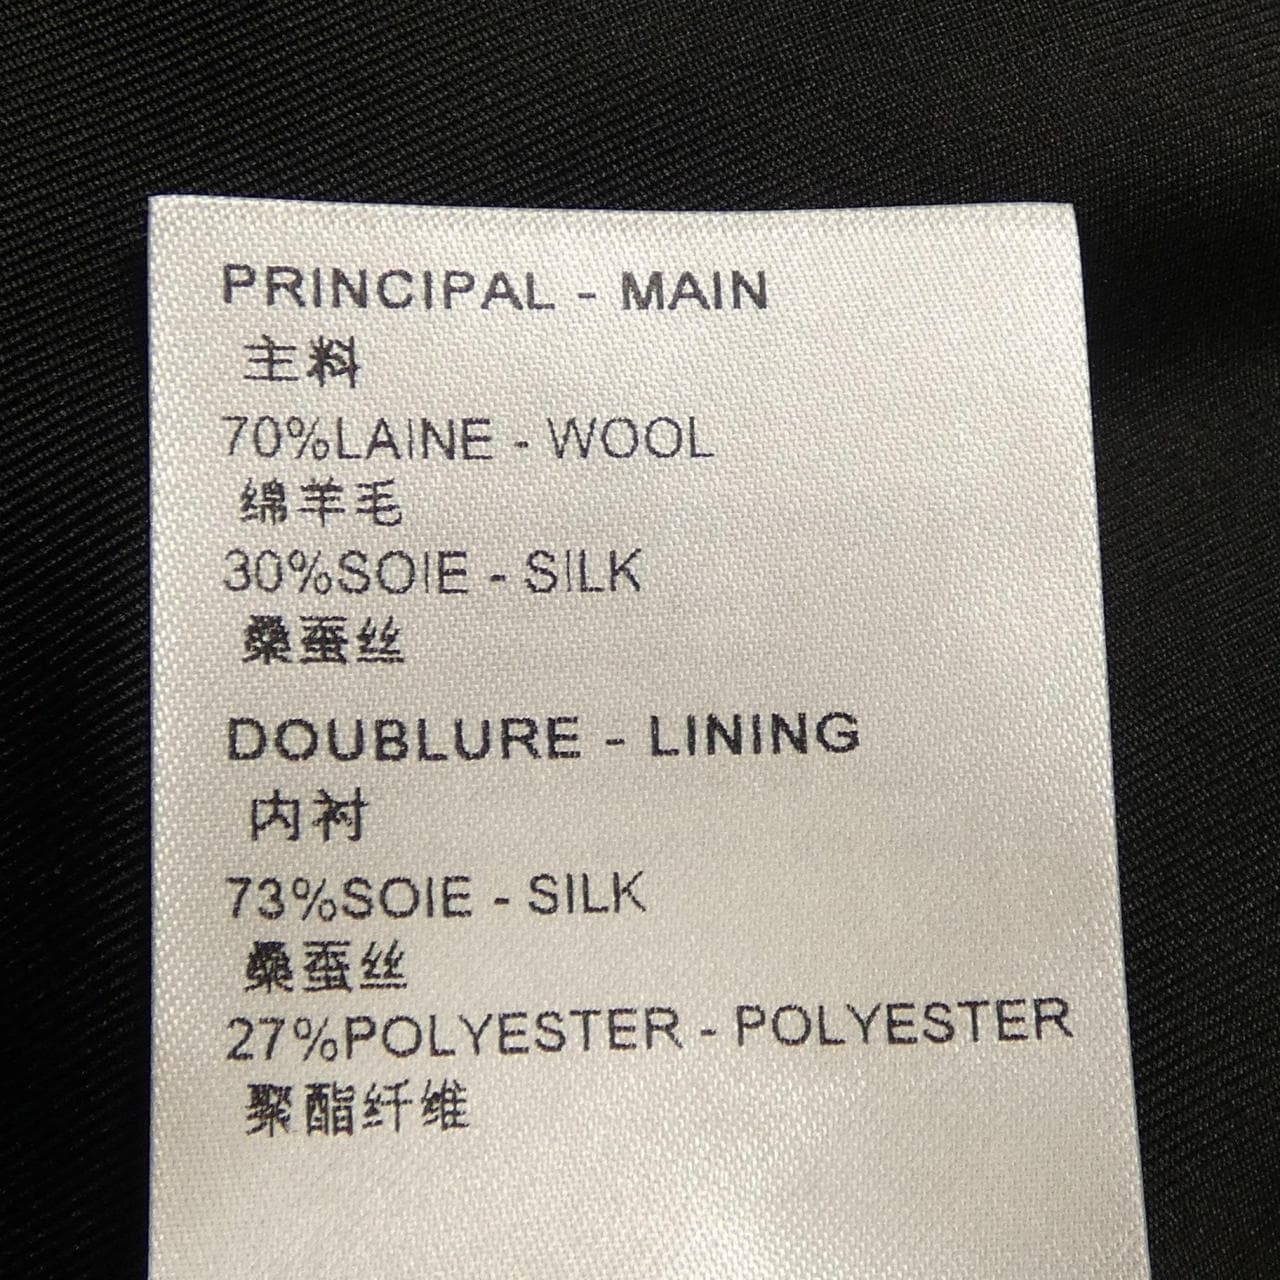 PRINCIPAL - MAIN
主料
70%LAINE - WOOL
绵羊毛
30%SOIE - SILK
桑蚕丝
DOUBLURE - LINING
内衬
73%SOIE - SILK
桑蚕丝
27%POLYESTER - POLYESTER
聚酯纤维